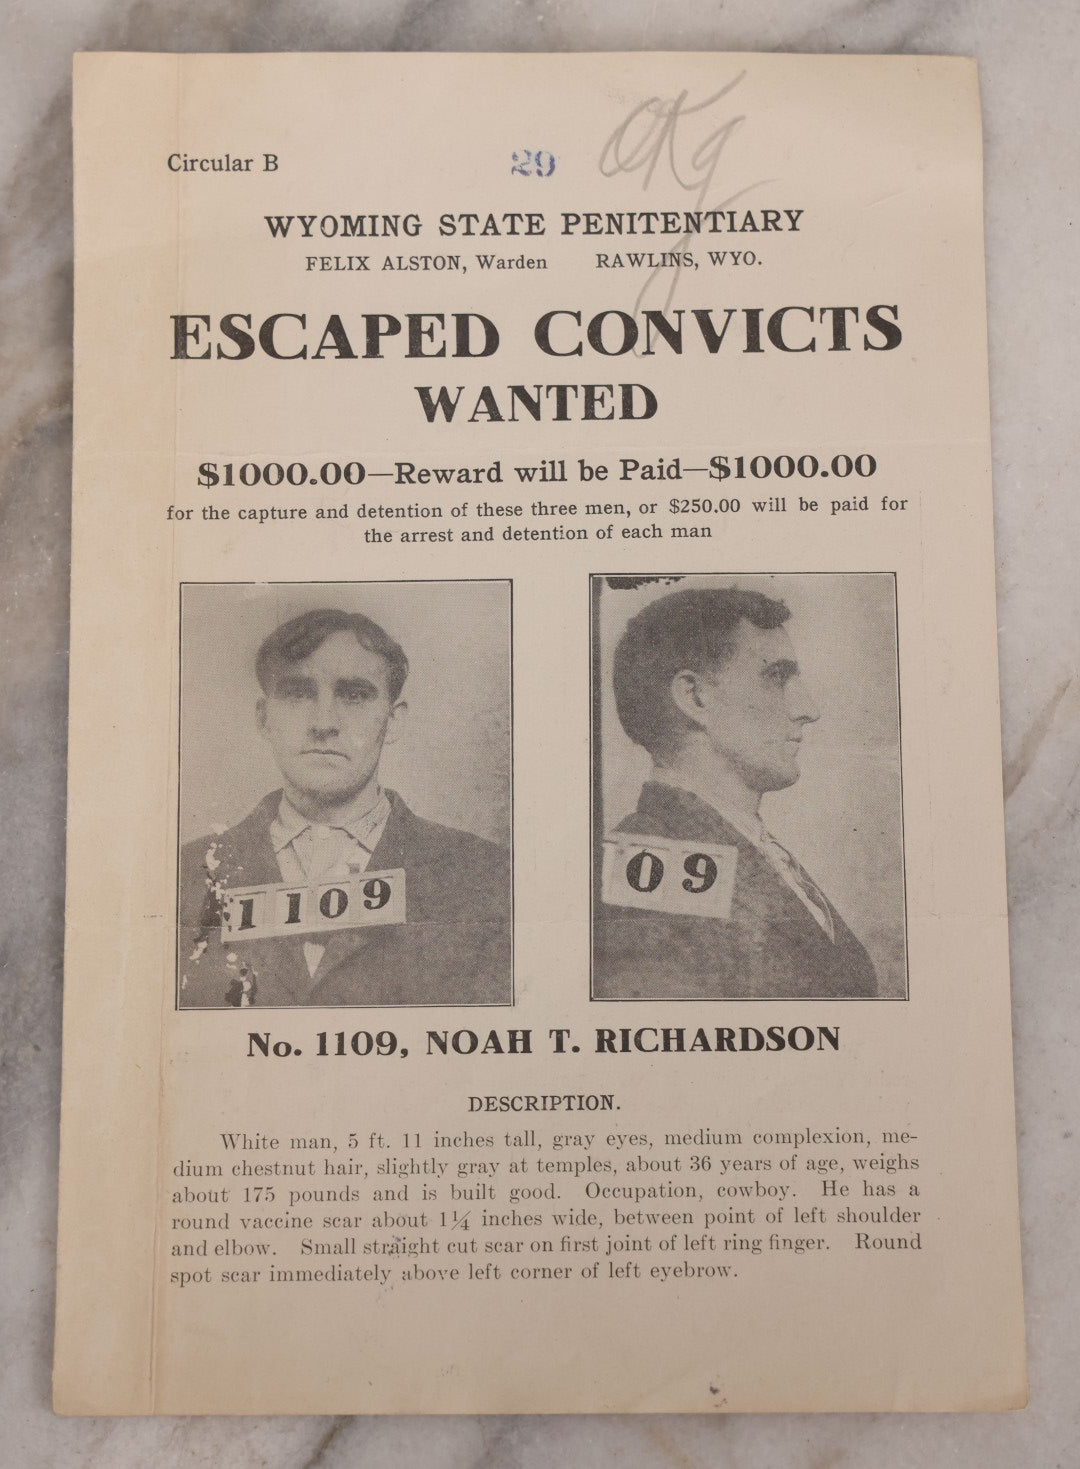 Circular B 29 OK
WYOMING STATE PENITENTIARY
FELIX ALSTON, Warden RAWLINS, WYO.
ESCAPED CONVICTS
WANTED
$1000.00—Reward will be Paid—$1000.00
for the capture and detention of these three men, or $250.00 will be paid for
the arrest and detention of each man
1109
09
No. 1109, NOAH T. RICHARDSON
DESCRIPTION.
White man, 5 ft. 11 inches tall, gray eyes, medium complexion, me-
dium chestnut hair, slightly gray at temples, about 36 years of age, weighs
about 175 pounds and is built good. Occupation, cowboy. He has a
round vaccine scar about 1¼ inches wide, between point of left shoulder
and elbow. Small straight cut scar on first joint of left ring finger. Round
spot scar immediately above left corner of left eyebrow.